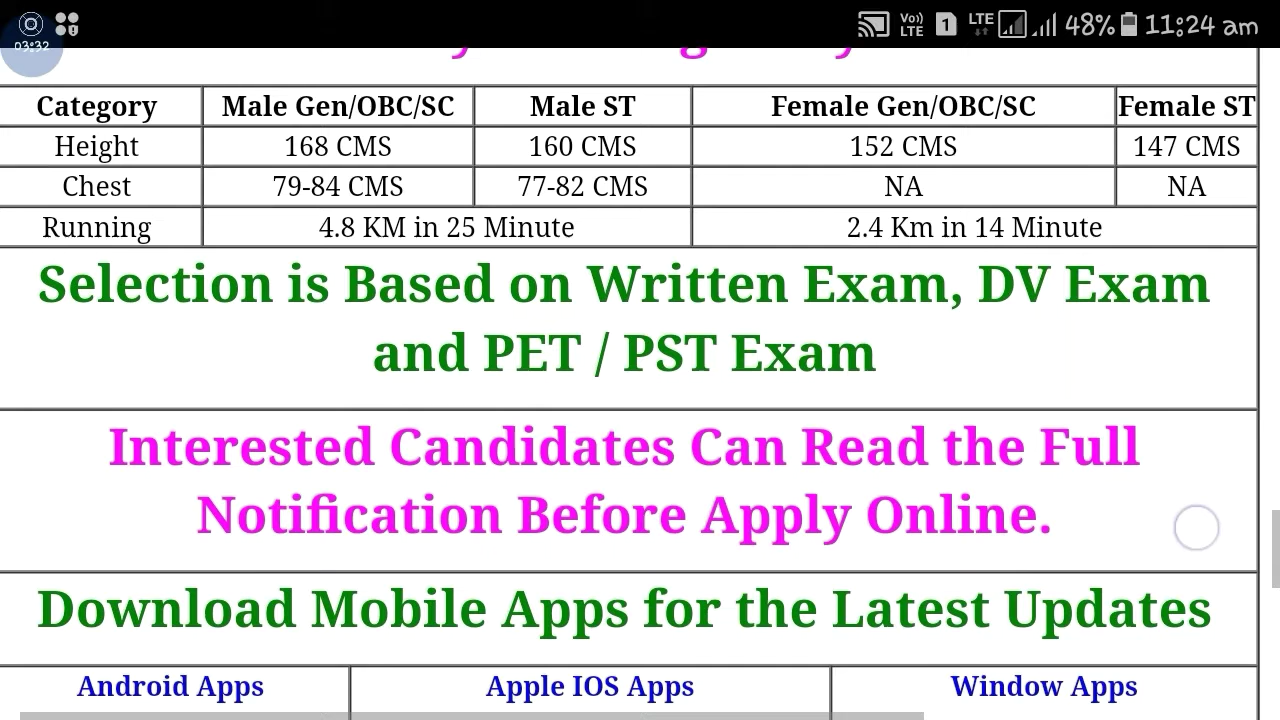 03:32 Vo)) LTE 1 LTE 48% 11:24 am
Category Male Gen/OBC/SC Male ST Female Gen/OBC/SC Female ST
Height 168 CMS 160 CMS 152 CMS 147 CMS
Chest 79-84 CMS 77-82 CMS NA NA
Running 4.8 KM in 25 Minute 2.4 Km in 14 Minute
Selection is Based on Written Exam, DV Exam
and PET / PST Exam
Interested Candidates Can Read the Full
Notification Before Apply Online.
Download Mobile Apps for the Latest Updates
Android Apps Apple IOS Apps Window Apps